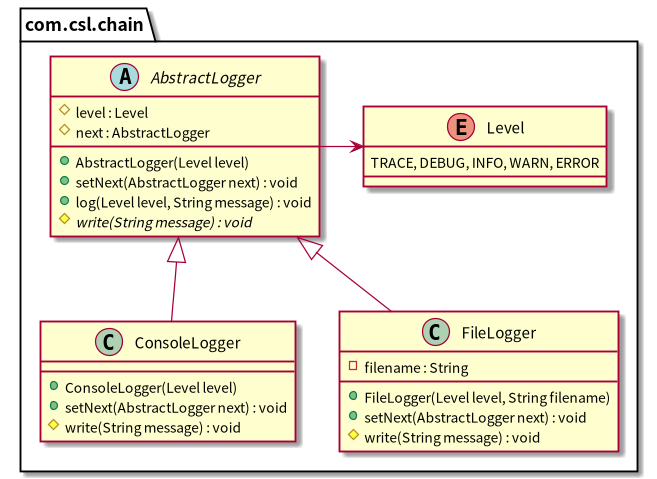 com.csl.chain
A AbstractLogger
level : Level
next : AbstractLogger
AbstractLogger(Level level)
setNext(AbstractLogger next) : void
log(Level level, String message) : void
write(String message) : void
E Level
TRACE, DEBUG, INFO, WARN, ERROR
C ConsoleLogger
ConsoleLogger(Level level)
setNext(AbstractLogger next) : void
write(String message) : void
C FileLogger
filename : String
FileLogger(Level level, String filename)
setNext(AbstractLogger next) : void
write(String message) : void